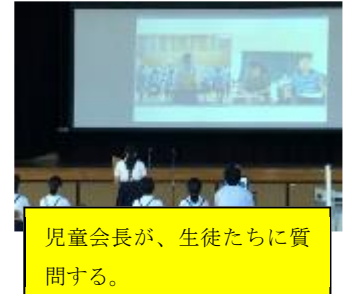 児童会長が、生徒たちに質
問する。